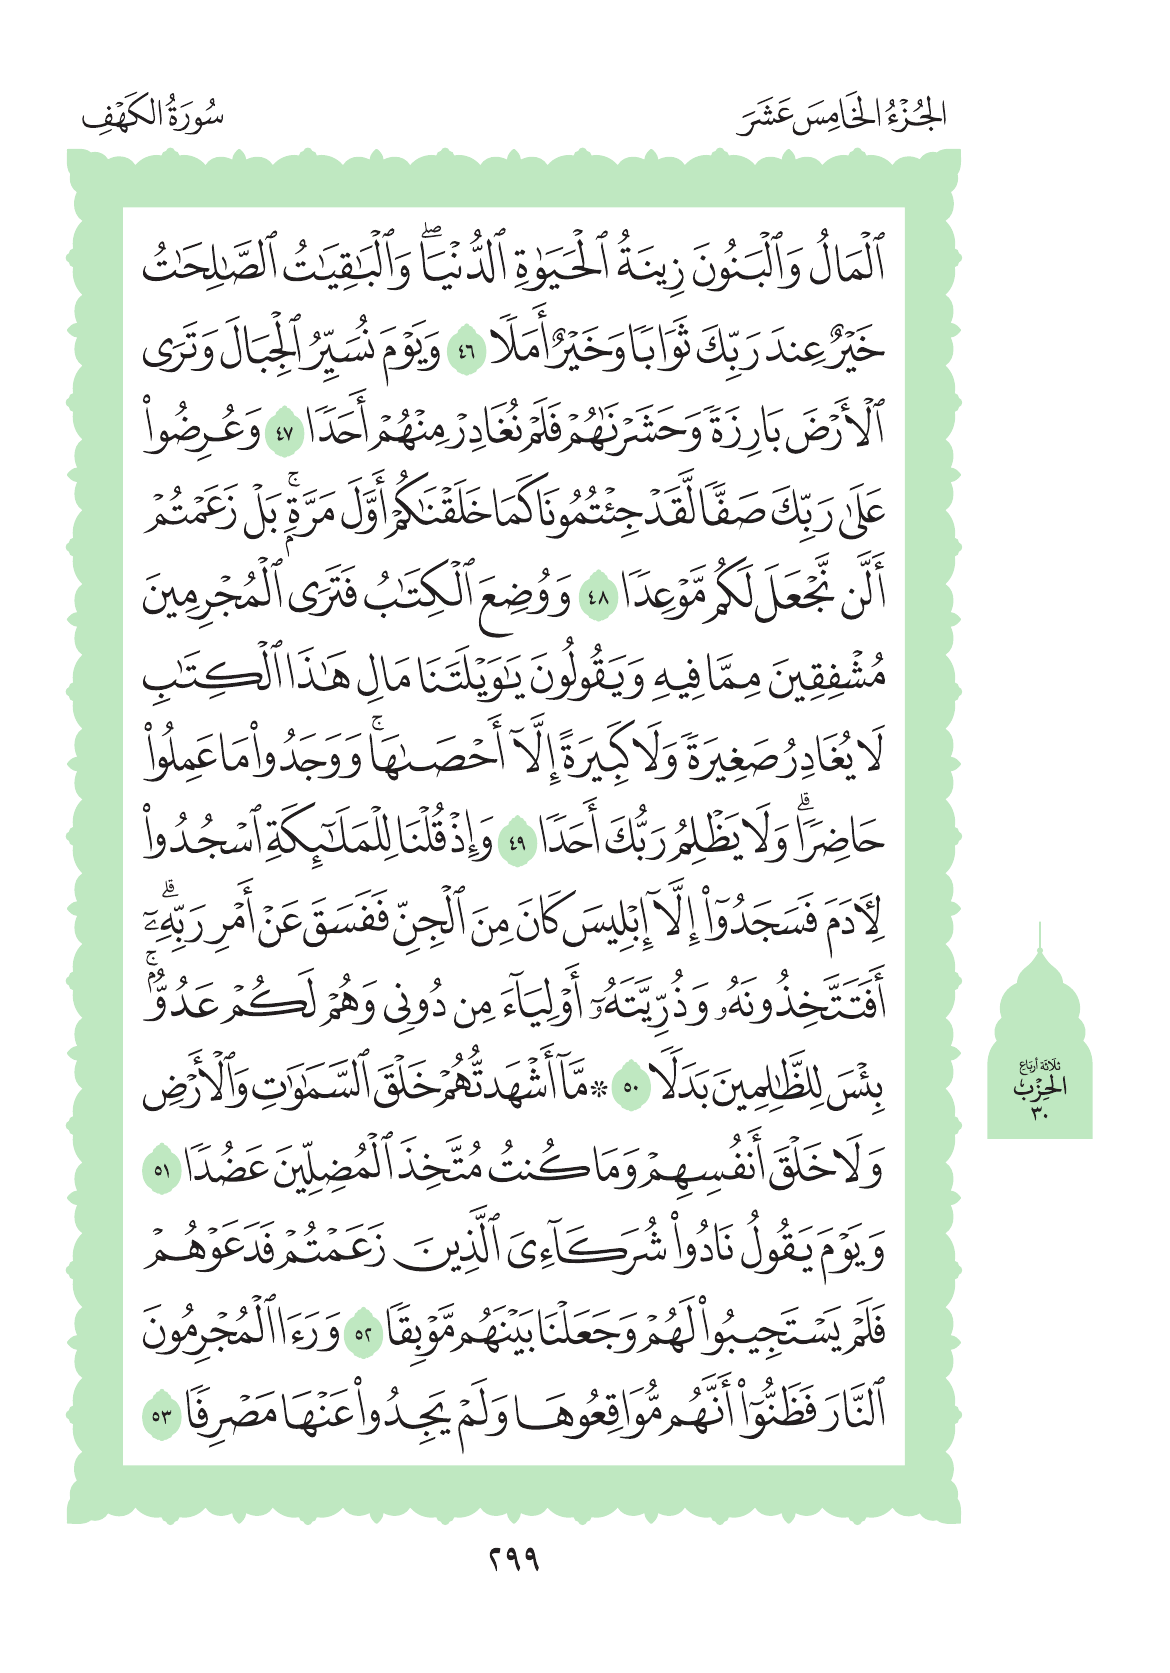 الجُزْءُ الخَامِسَ عَشَرَ
سُورَةُ الكَهْفِ
ٱلْمَالُ وَٱلْبَنُونَ زِينَةُ ٱلْحَيَوٰةِ ٱلدُّنْيَاۖ وَٱلْبَٰقِيَٰتُ ٱلصَّٰلِحَٰتُ
خَيْرٌ عِندَ رَبِّكَ ثَوَابًا وَخَيْرٌ أَمَلًا ٤٦ وَيَوْمَ نُسَيِّرُ ٱلْجِبَالَ وَتَرَى
ٱلْأَرْضَ بَارِزَةً وَحَشَرْنَٰهُمْ فَلَمْ نُغَادِرْ مِنْهُمْ أَحَدًا ٤٧ وَعُرِضُوا۟
عَلَىٰ رَبِّكَ صَفًّا لَّقَدْ جِئْتُمُونَا كَمَا خَلَقْنَٰكُمْ أَوَّلَ مَرَّةٍۭۚ بَلْ زَعَمْتُمْ
أَلَّن نَّجْعَلَ لَكُم مَّوْعِدًا ٤٨ وَوُضِعَ ٱلْكِتَٰبُ فَتَرَى ٱلْمُجْرِمِينَ
مُشْفِقِينَ مِمَّا فِيهِ وَيَقُولُونَ يَٰوَيْلَتَنَا مَالِ هَٰذَا ٱلْكِتَٰبِ
لَا يُغَادِرُ صَغِيرَةً وَلَا كَبِيرَةً إِلَّآ أَحْصَىٰهَاۚ وَوَجَدُوا۟ مَا عَمِلُوا۟
حَاضِرًاۗ وَلَا يَظْلِمُ رَبُّكَ أَحَدًا ٤٩ وَإِذْ قُلْنَا لِلْمَلَٰٓئِكَةِ ٱسْجُدُوا۟
لِءَادَمَ فَسَجَدُوٓا۟ إِلَّآ إِبْلِيسَ كَانَ مِنَ ٱلْجِنِّ فَفَسَقَ عَنْ أَمْرِ رَبِّهِۦٓۗ
أَفَتَتَّخِذُونَهُۥ وَذُرِّيَّتَهُۥٓ أَوْلِيَآءَ مِن دُونِى وَهُمْ لَكُمْ عَدُوٌّۢۚ
بِئْسَ لِلظَّٰلِمِينَ بَدَلًا ٥٠ ۞ مَّآ أَشْهَدتُّهُمْ خَلْقَ ٱلسَّمَٰوَٰتِ وَٱلْأَرْضِ
وَلَا خَلْقَ أَنفُسِهِمْ وَمَا كُنتُ مُتَّخِذَ ٱلْمُضِلِّينَ عَضُدًا ٥١
وَيَوْمَ يَقُولُ نَادُوا۟ شُرَكَآءِىَ ٱلَّذِينَ زَعَمْتُمْ فَدَعَوْهُمْ
فَلَمْ يَسْتَجِيبُوا۟ لَهُمْ وَجَعَلْنَا بَيْنَهُم مَّوْبِقًا ٥٢ وَرَءَا ٱلْمُجْرِمُونَ
ٱلنَّارَ فَظَنُّوٓا۟ أَنَّهُم مُّوَاقِعُوهَا وَلَمْ يَجِدُوا۟ عَنْهَا مَصْرِفًا ٥٣
ثلاثة أرباع
الحِزْب
٣٠
٢٩٩